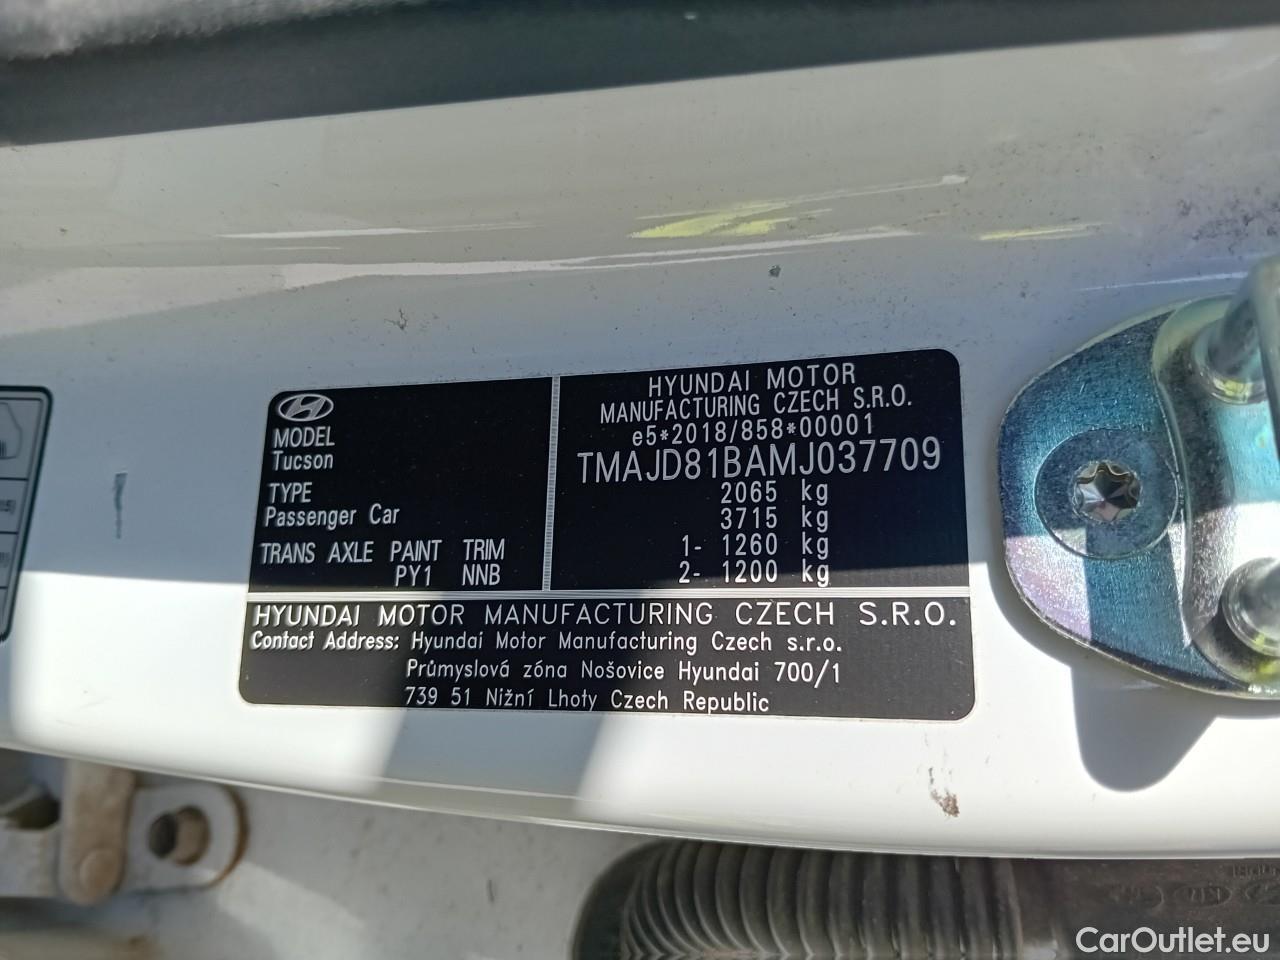 MODEL
Tucson
TYPE
Passenger Car
TRANS AXLE PAINT TRIM
PY1 NNB
HYUNDAI MOTOR
MANUFACTURING CZECH S.R.O.
e5*2018/858*00001
TMAJD81BAMJ037709
2065 kg
3715 kg
1- 1260 kg
2- 1200 kg
HYUNDAI MOTOR MANUFACTURING CZECH S.R.O.
Contact Address: Hyundai Motor Manufacturing Czech s.r.o.
Průmyslová zóna Nošovice Hyundai 700/1
739 51 Nižní Lhoty Czech Republic
CarOutlet.eu